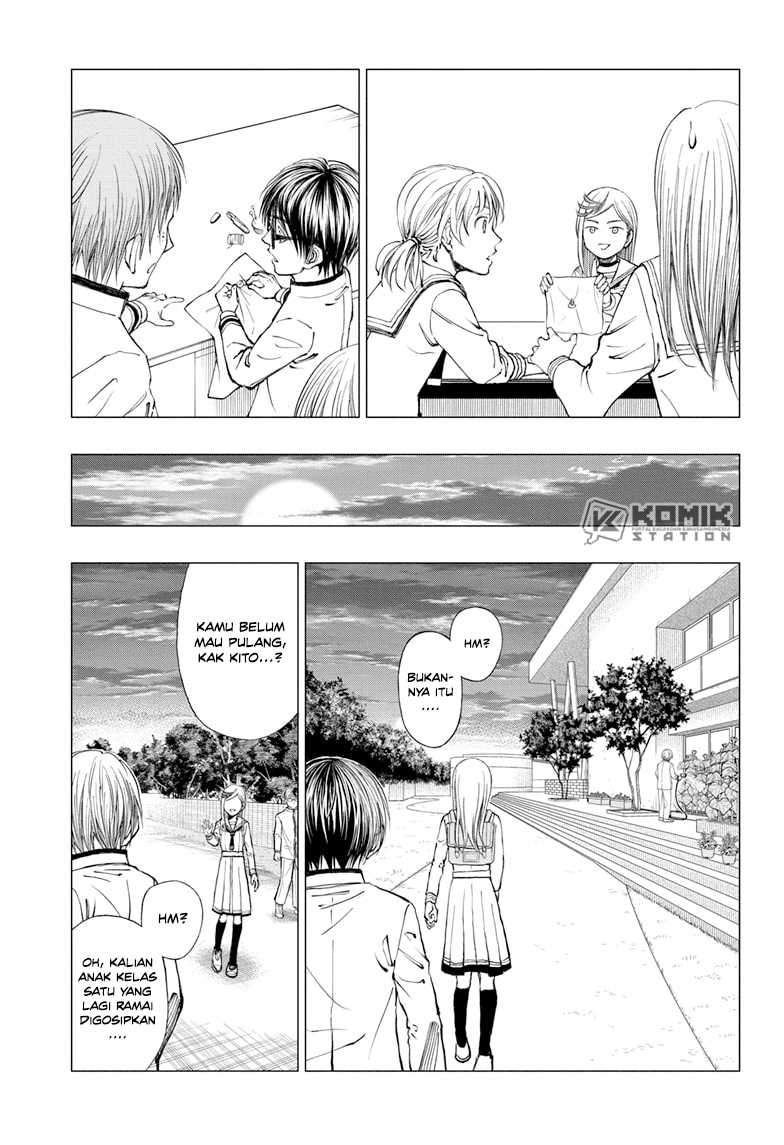 KOMIK
STATION
HM?
BUKAN-
NYA ITU
....
KAMU BELUM
MAU PULANG,
KAK KITO...?
HM?
OH, KALIAN
ANAK KELAS
SATU YANG
LAGI RAMAI
DIGOSIPKAN
....